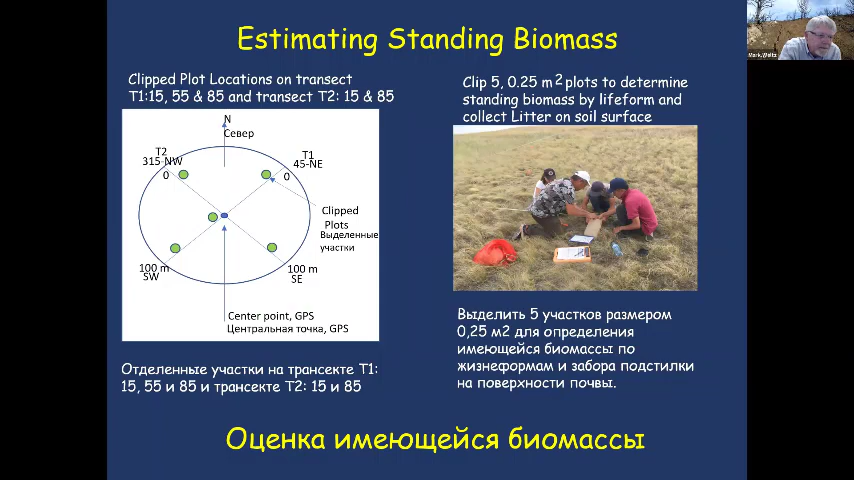 Estimating Standing Biomass
Clipped Plot Locations on transect
T1:15, 55 & 85 and transect T2: 15 & 85
N
Север
T2
315-NW
0
T1
45-NE
0
Clipped
Plots
Выделенные
участки
100 m
SW
100 m
SE
Center point, GPS
Центральная точка, GPS
Отделенные участки на трансекте T1:
15, 55 и 85 и трансекте T2: 15 и 85
Clip 5, 0.25 m2 plots to determine
standing biomass by lifeform and
collect Litter on soil surface
Выделить 5 участков размером
0,25 м2 для определения
имеющейся биомассы по
жизнеформам и забора подстилки
на поверхности почвы.
Оценка имеющейся биомассы
Mark.Weltz